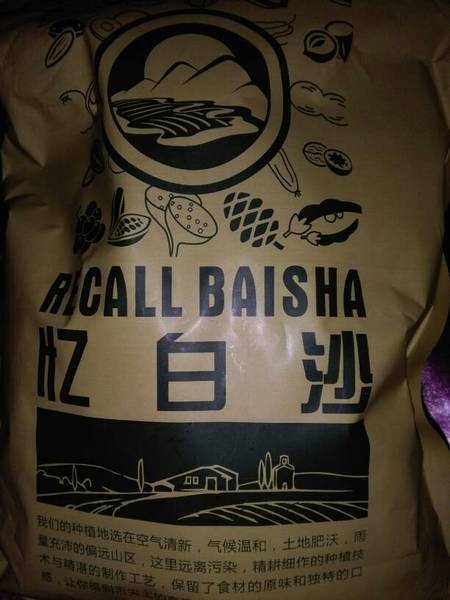 RECALL BAISHA
忆白沙
我们的种植地选在空气清新，气候温和，土地肥沃，雨
量充沛的偏远山区，这里远离污染，精耕细作的种植技
术与精湛的制作工艺，保留了食材的原味和独特的口
感，让你